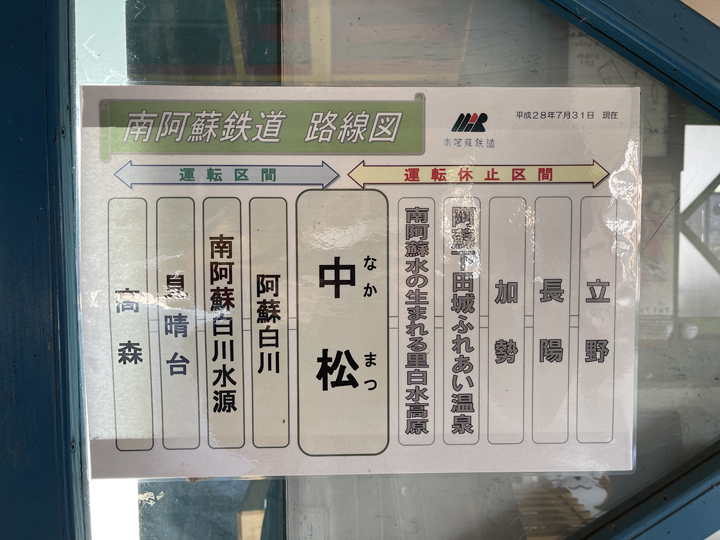 南阿蘇鉄道 路線図
南阿蘇鉄道
平成28年7月31日 現在
運転区間
運転休止区間
高森
見晴台
南阿蘇白川水源
阿蘇白川
中松
なか まつ
南阿蘇水の生まれる里白水高原
阿蘇下田城ふれあい温泉
加勢
長陽
立野